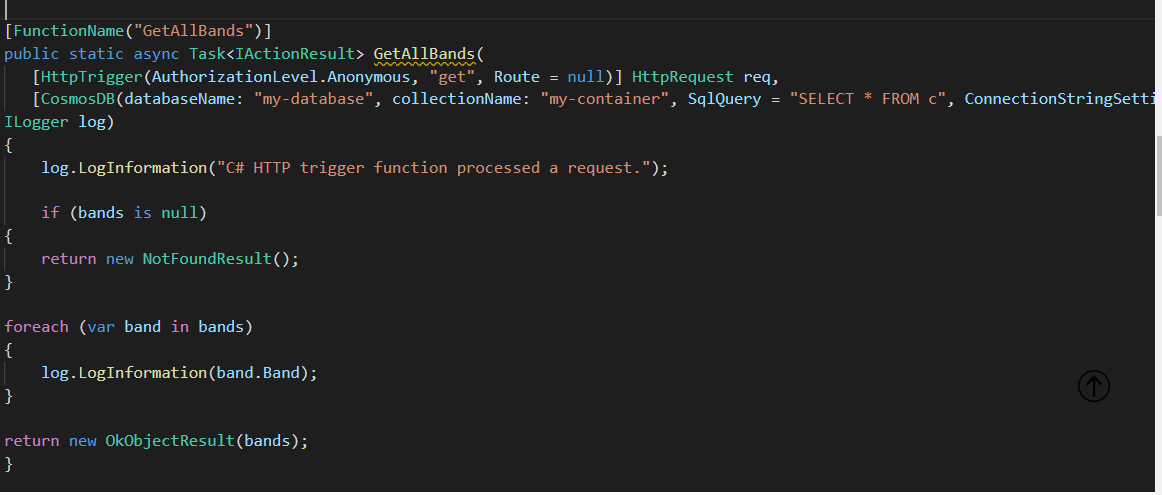 [FunctionName("GetAllBands")]
public static async Task<IActionResult> GetAllBands(
[HttpTrigger(AuthorizationLevel.Anonymous, "get", Route = null)] HttpRequest req,
[CosmosDB(databaseName: "my-database", collectionName: "my-container", SqlQuery = "SELECT * FROM c", ConnectionStringSetti
ILogger log)
{
log.LogInformation("C# HTTP trigger function processed a request.");
if (bands is null)
{
return new NotFoundResult();
}
foreach (var band in bands)
{
log.LogInformation(band.Band);
}
return new OkObjectResult(bands);
}